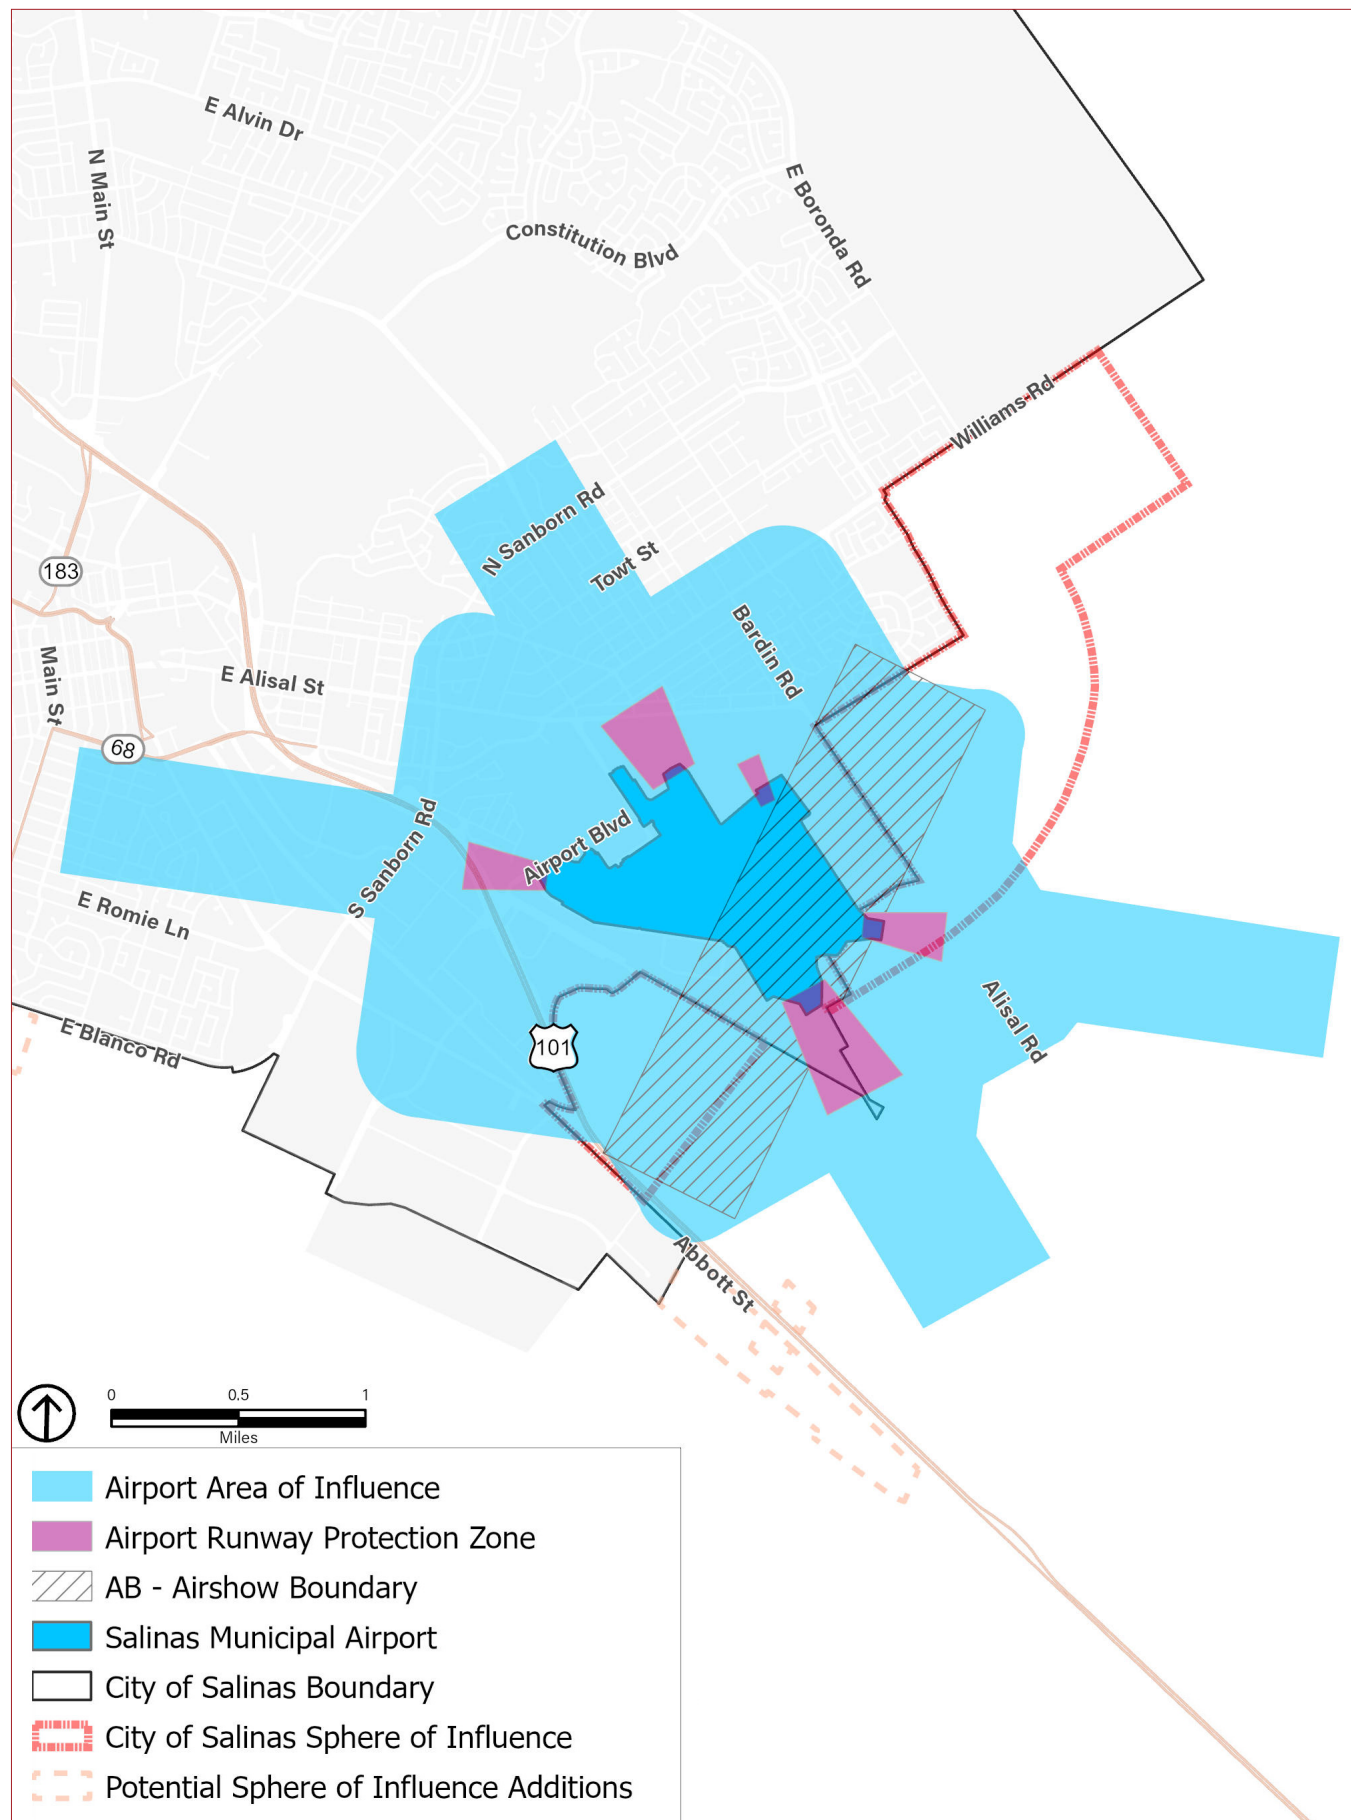 E Alvin Dr
N Main St
E Boronda Rd
Constitution Blvd
Williams Rd
N Sanborn Rd
Towt St
183
Bardin Rd
Main St
E Alisal St
68
S Sanborn Rd
Airport Blvd
E Romie Ln
Alisal Rd
E Blanco Rd
101
Abbott St
0 0.5 1
Miles
Airport Area of Influence
Airport Runway Protection Zone
AB - Airshow Boundary
Salinas Municipal Airport
City of Salinas Boundary
City of Salinas Sphere of Influence
Potential Sphere of Influence Additions